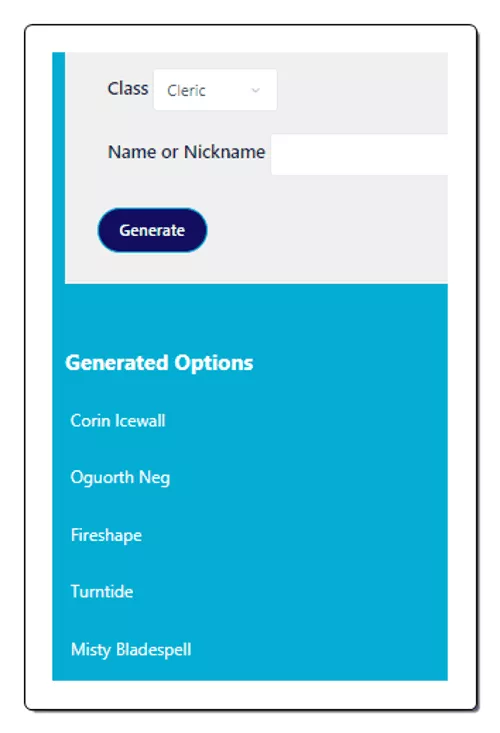 Class Cleric
Name or Nickname
Generate
Generated Options
Corin Icewall
Oguorth Neg
Fireshape
Turntide
Misty Bladespell